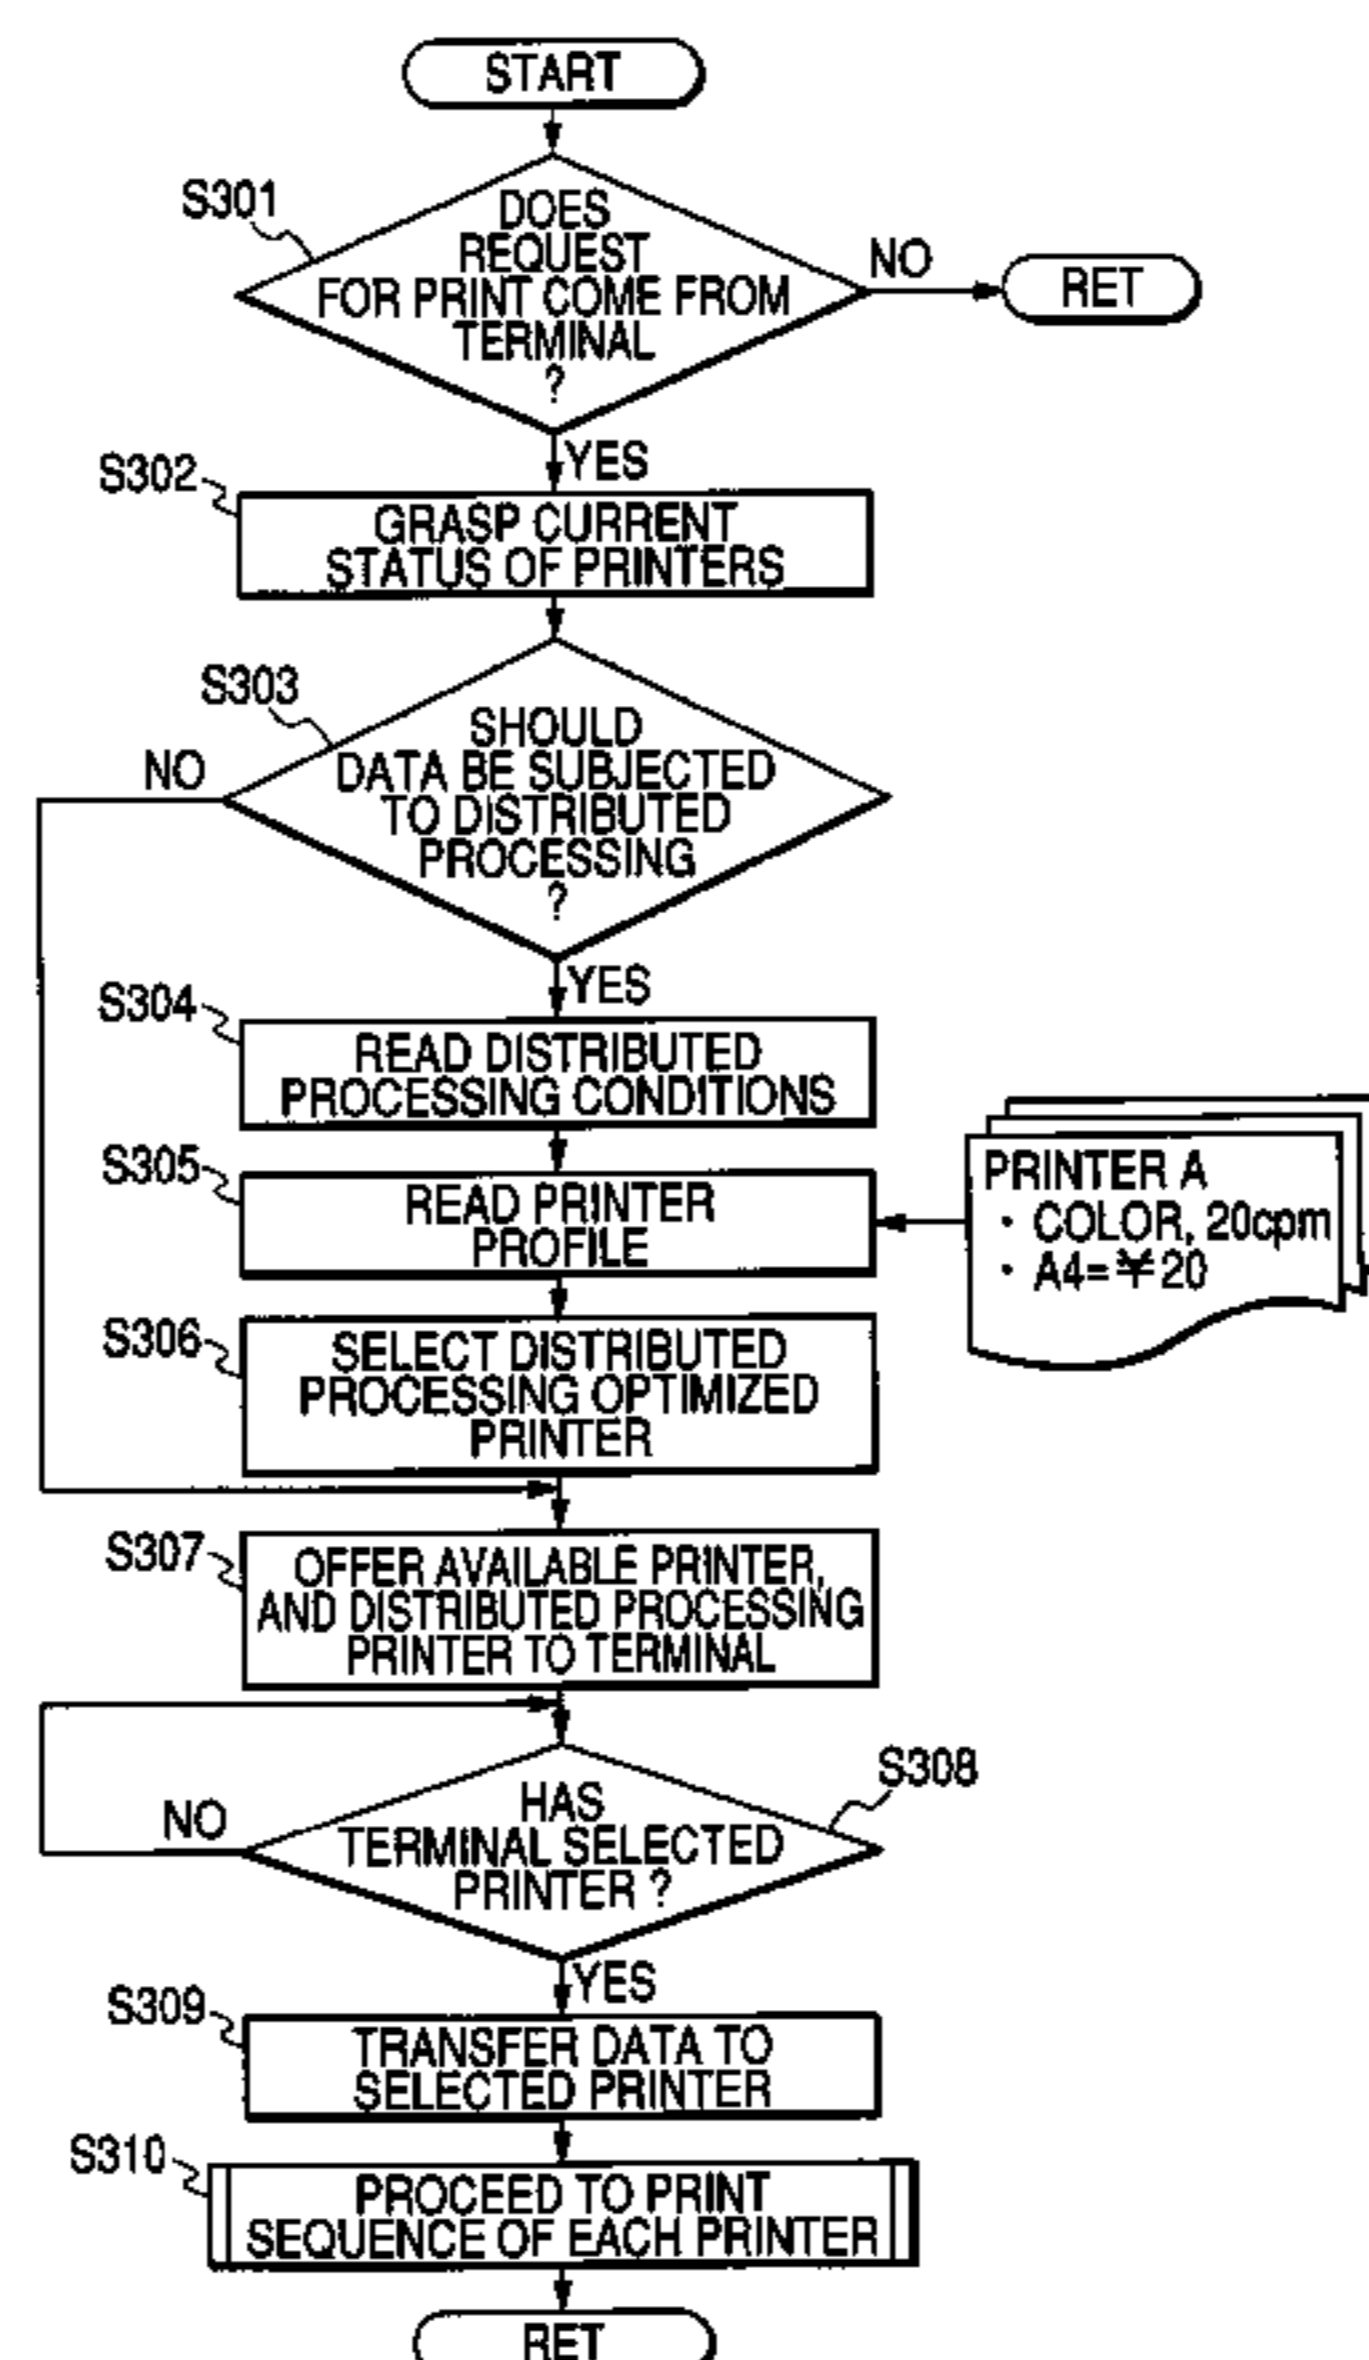 START
S301
DOES
REQUEST
FOR PRINT COME FROM
TERMINAL
?
NO
RET
YES
S302
GRASP CURRENT
STATUS OF PRINTERS
S303
SHOULD
DATA BE SUBJECTED
TO DISTRIBUTED
PROCESSING
?
NO
YES
S304
READ DISTRIBUTED
PROCESSING CONDITIONS
S305
READ PRINTER
PROFILE
PRINTER A
• COLOR, 20cpm
• A4=¥20
S306
SELECT DISTRIBUTED
PROCESSING OPTIMIZED
PRINTER
S307
OFFER AVAILABLE PRINTER,
AND DISTRIBUTED PROCESSING
PRINTER TO TERMINAL
S308
HAS
TERMINAL SELECTED
PRINTER ?
NO
YES
S309
TRANSFER DATA TO
SELECTED PRINTER
S310
PROCEED TO PRINT
SEQUENCE OF EACH PRINTER
RET